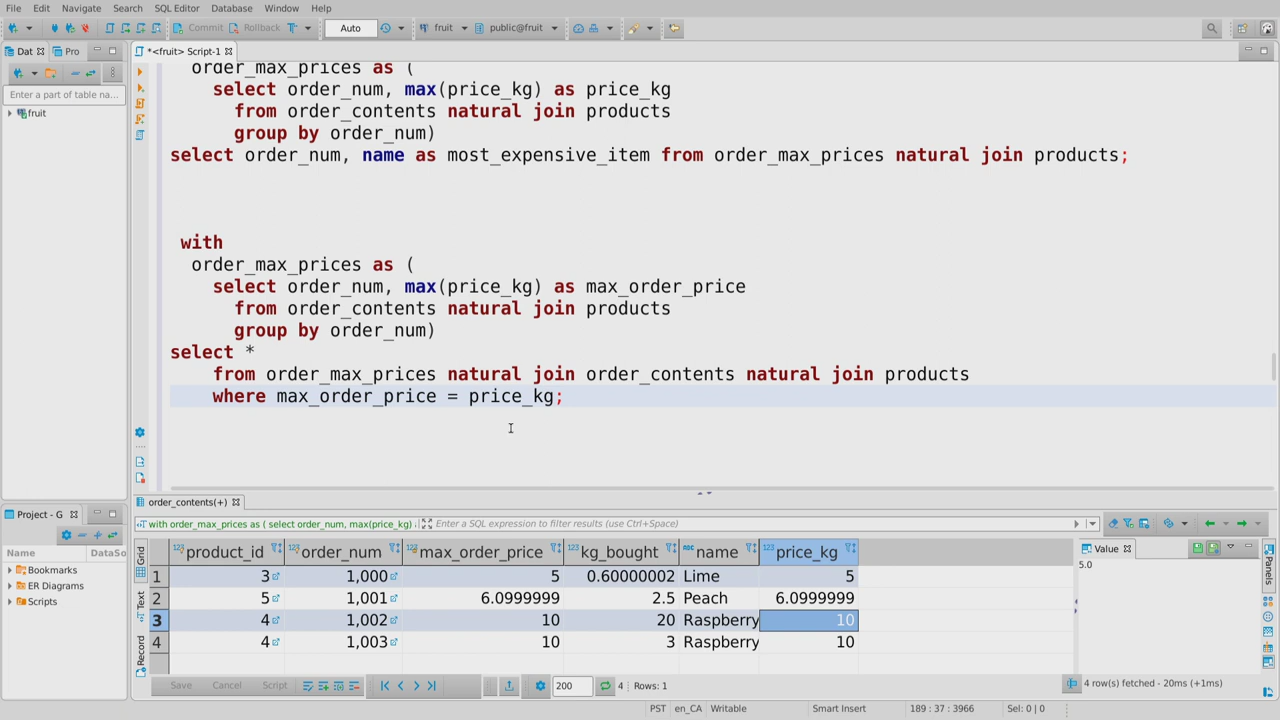 File Edit Navigate Search SQL Editor Database Window Help
Commit Rollback Auto fruit public@fruit
Dat Pro *<fruit> Script-1
Enter a part of table na...
fruit
order_max_prices as (
select order_num, max(price_kg) as price_kg
from order_contents natural join products
group by order_num)
select order_num, name as most_expensive_item from order_max_prices natural join products;
with
order_max_prices as (
select order_num, max(price_kg) as max_order_price
from order_contents natural join products
group by order_num)
select *
from order_max_prices natural join order_contents natural join products
where max_order_price = price_kg;
Project - G
Name DataSo
Bookmarks
ER Diagrams
Scripts
order_contents(+)
with order_max_prices as ( select order_num, max(price_kg) Enter a SQL expression to filter results (use Ctrl+Space)
Grid
Text
Record
product_id order_num max_order_price kg_bought name price_kg
1 3 1,000 5 0.60000002 Lime 5
2 5 1,001 6.0999999 2.5 Peach 6.0999999
3 4 1,002 10 20 Raspberry 10
4 4 1,003 10 3 Raspberry 10
Value
5.0
Panels
Save Cancel Script 200 4 Rows: 1
4 row(s) fetched - 20ms (+1ms)
PST en_CA Writable Smart Insert 189 : 37 : 3966 Sel: 0 | 0